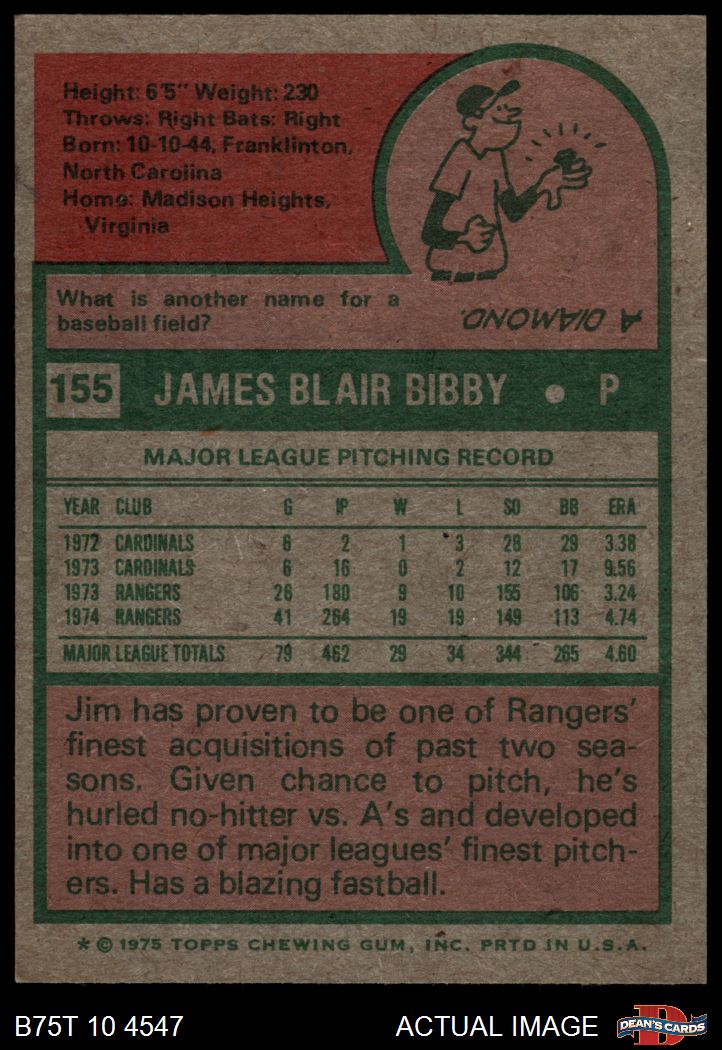 Height: 6'5" Weight: 230
Throws: Right Bats: Right
Born: 10-10-44, Franklinton,
North Carolina
Home: Madison Heights,
Virginia
What is another name for a
baseball field?
A DIAMOND.
155 JAMES BLAIR BIBBY • P
MAJOR LEAGUE PITCHING RECORD
YEAR CLUB G IP W L SO BB ERA
1972 CARDINALS 6 2 1 3 28 29 3.38
1973 CARDINALS 6 16 0 2 12 17 9.56
1973 RANGERS 26 180 9 10 155 106 3.24
1974 RANGERS 41 264 19 19 149 113 4.74
MAJOR LEAGUE TOTALS 79 462 29 34 344 265 4.60
Jim has proven to be one of Rangers'
finest acquisitions of past two sea-
sons. Given chance to pitch, he's
hurled no-hitter vs. A's and developed
into one of major leagues' finest pitch-
ers. Has a blazing fastball.
* © 1975 TOPPS CHEWING GUM, INC. PRTD IN U.S.A.
B75T 10 4547 ACTUAL IMAGE
D
DEAN'S CARDS